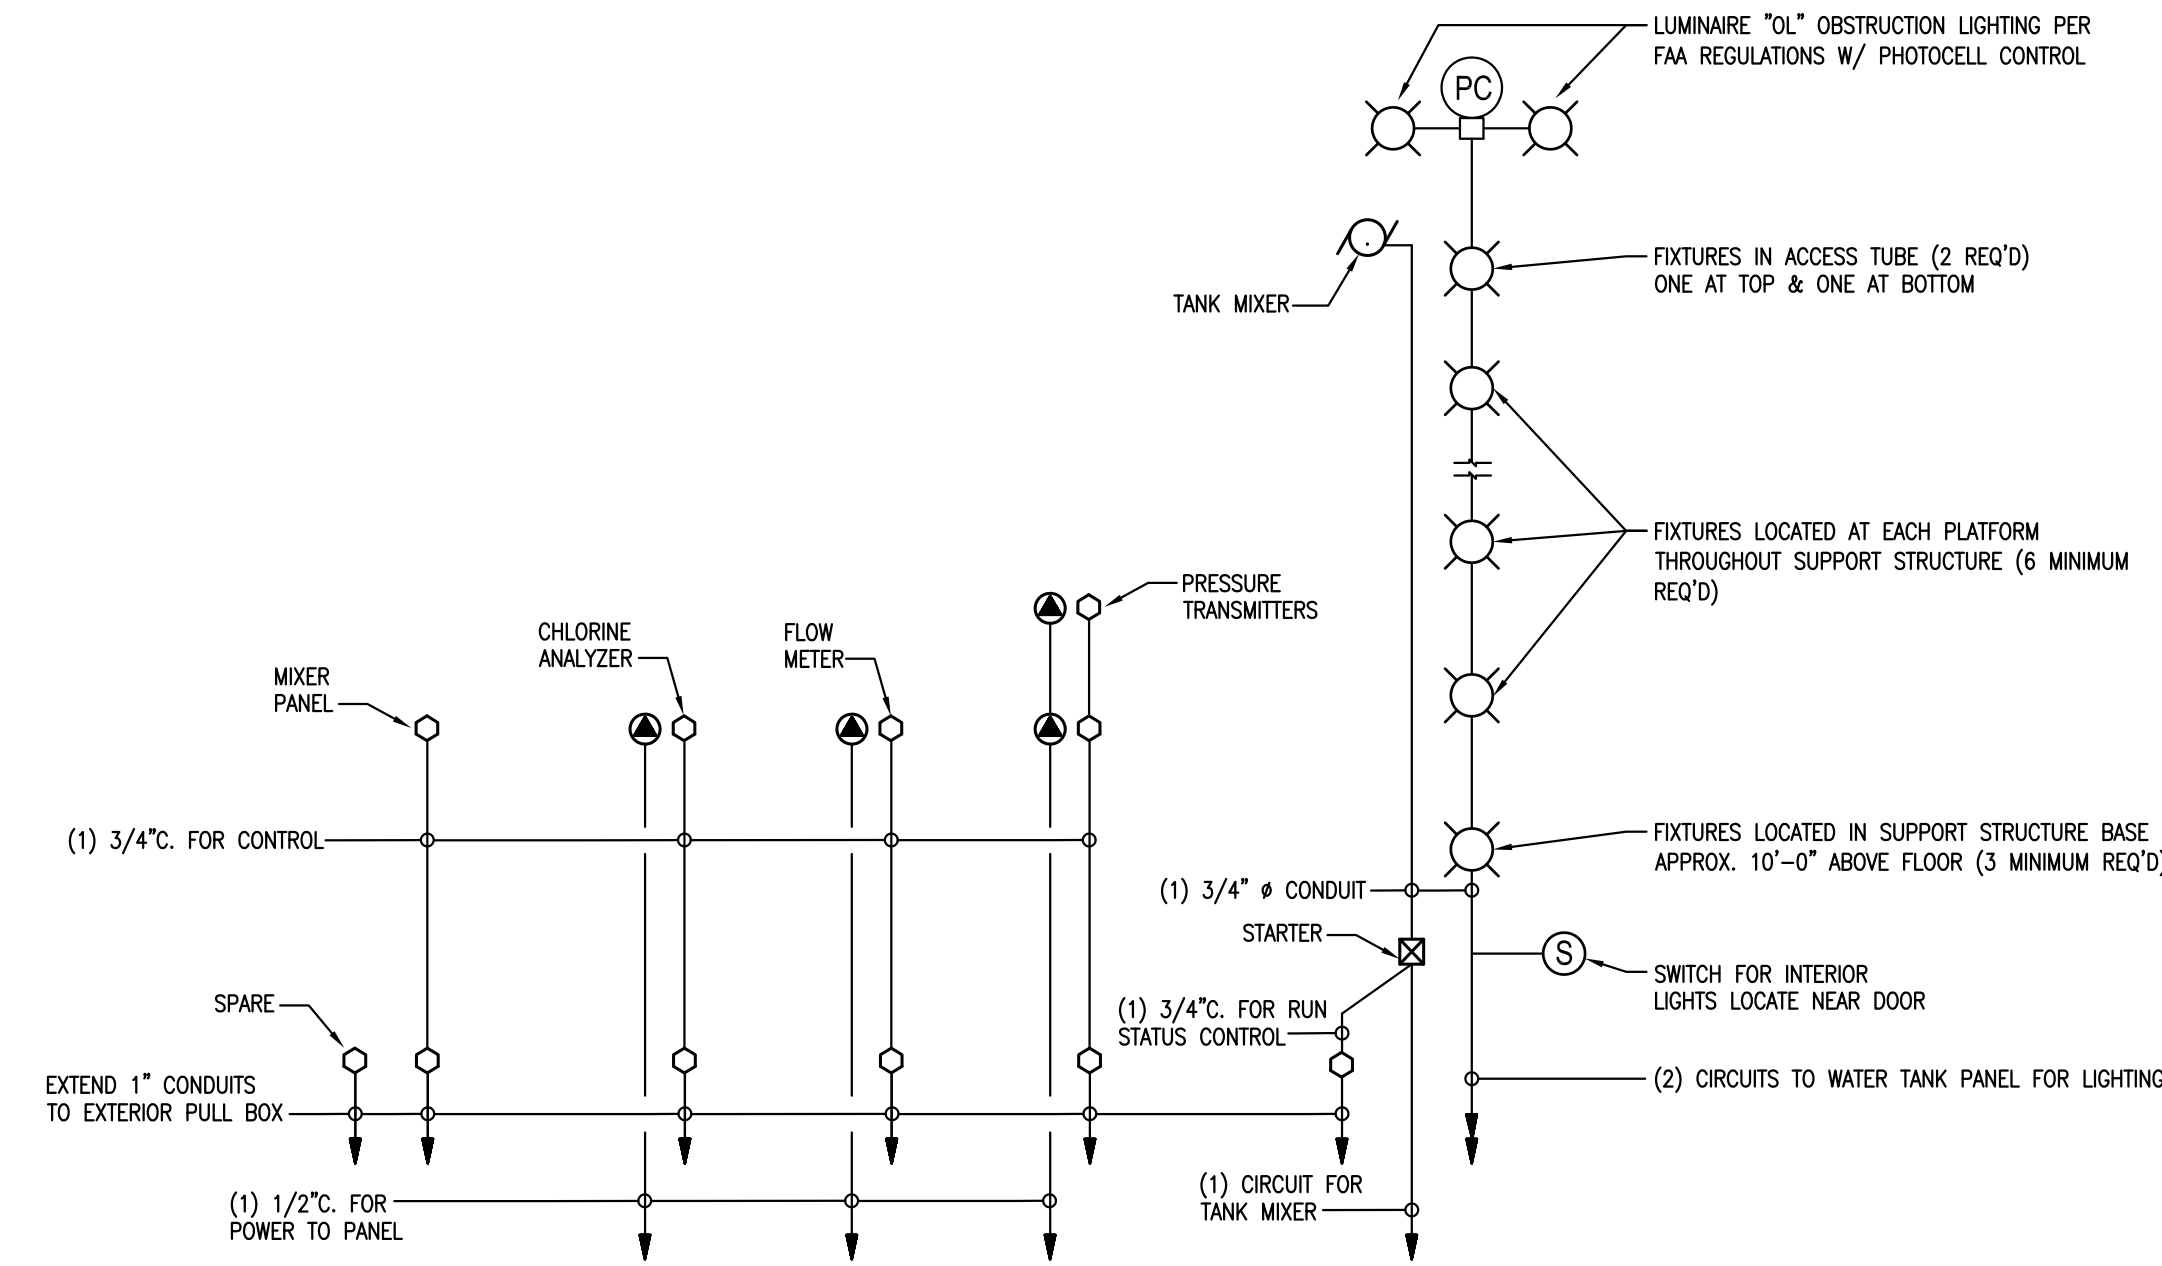 LUMINAIRE "OL" OBSTRUCTION LIGHTING PER
FAA REGULATIONS W/ PHOTOCELL CONTROL
PC
FIXTURES IN ACCESS TUBE (2 REQ'D)
ONE AT TOP & ONE AT BOTTOM
TANK MIXER
FIXTURES LOCATED AT EACH PLATFORM
THROUGHOUT SUPPORT STRUCTURE (6 MINIMUM
REQ'D)
PRESSURE
TRANSMITTERS
CHLORINE
ANALYZER
FLOW
METER
MIXER
PANEL
(1) 3/4"C. FOR CONTROL
FIXTURES LOCATED IN SUPPORT STRUCTURE BASE
APPROX. 10'-0" ABOVE FLOOR (3 MINIMUM REQ'D)
(1) 3/4" ø CONDUIT
STARTER
S
SWITCH FOR INTERIOR
LIGHTS LOCATE NEAR DOOR
SPARE
(1) 3/4"C. FOR RUN
STATUS CONTROL
EXTEND 1" CONDUITS
TO EXTERIOR PULL BOX
(2) CIRCUITS TO WATER TANK PANEL FOR LIGHTING
(1) 1/2"C. FOR
POWER TO PANEL
(1) CIRCUIT FOR
TANK MIXER